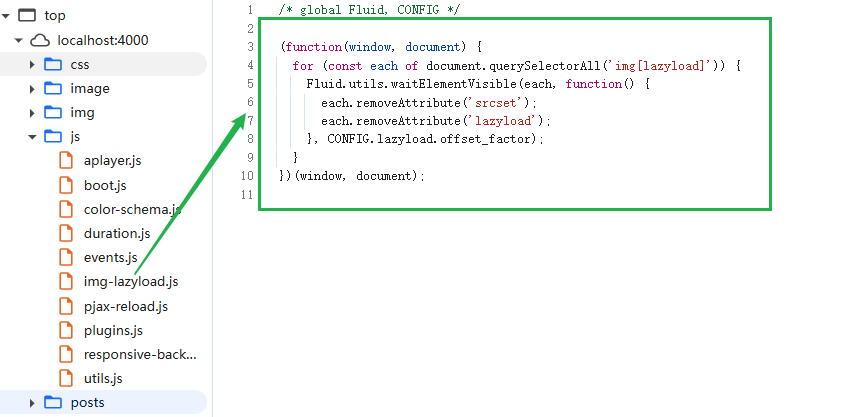 top
localhost:4000
css
image
img
js
aplayer.js
boot.js
color-schema.js
duration.js
events.js
img-lazyload.js
pjax-reload.js
plugins.js
responsive-back...
utils.js
posts
1 /* global Fluid, CONFIG */
2
3 (function(window, document) {
4 for (const each of document.querySelectorAll('img[lazyload]')) {
5 Fluid.utils.waitElementVisible(each, function() {
6 each.removeAttribute('srcset');
7 each.removeAttribute('lazyload');
8 }, CONFIG.lazyload.offset_factor);
9 }
10 })(window, document);
11